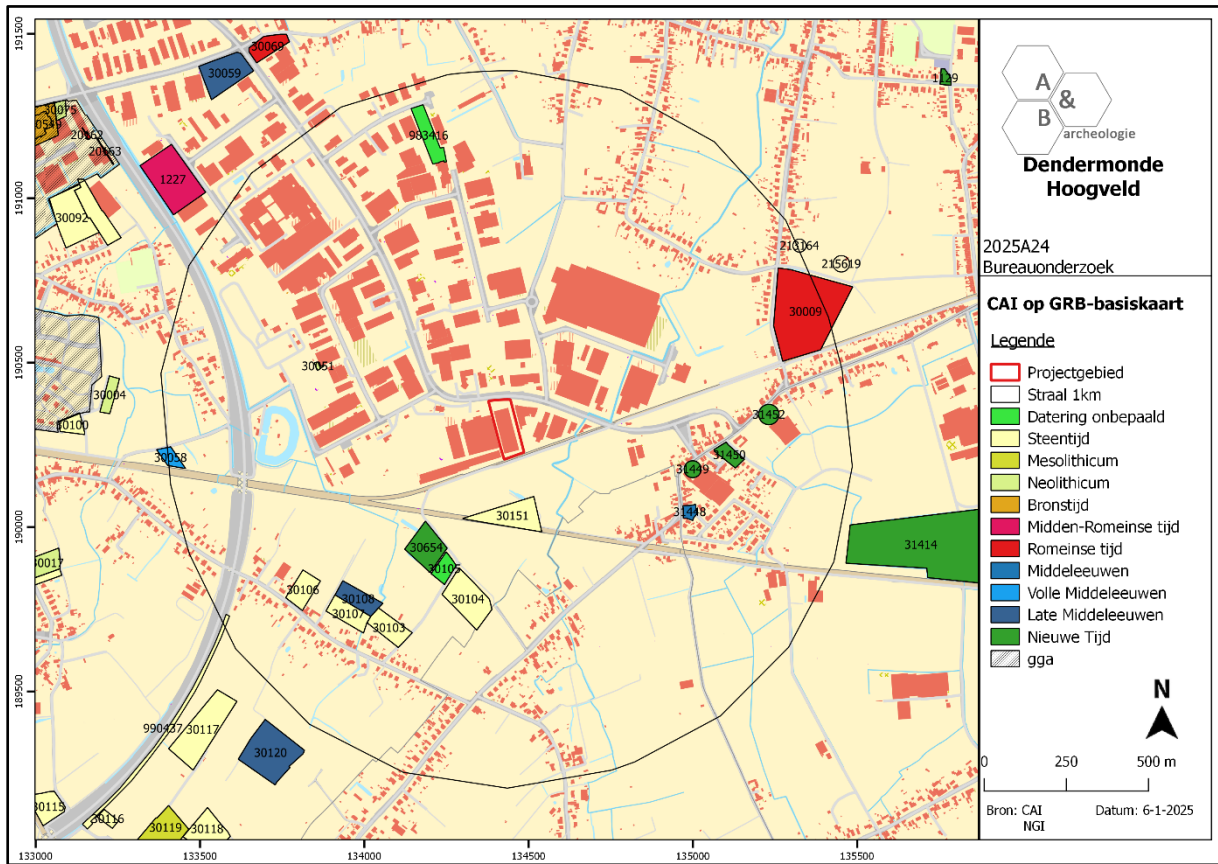 191500
191000
190500
190000
189500
133000
133500
134000
134500
135000
135500
30069
30059
1129
30075
20162
20163
983416
1227
30092
213164
215619
30009
30051
30004
30100
31452
30058
31450
31449
30151
31448
31414
30654
30105
30017
30106
30108
30104
30107
30103
990437
30117
30120
30115
30116
30119
30118
A
&
B
archeologie
Dendermonde
Hoogveld
2025A24
Bureauonderzoek
CAI op GRB-basiskaart
Legende
Projectgebied
Straal 1km
Datering onbepaald
Steentijd
Mesolithicum
Neolithicum
Bronstijd
Midden-Romeinse tijd
Romeinse tijd
Middeleeuwen
Volle Middeleeuwen
Late Middeleeuwen
Nieuwe Tijd
gga
N
0 250 500 m
Bron: CAI Datum: 6-1-2025
NGI